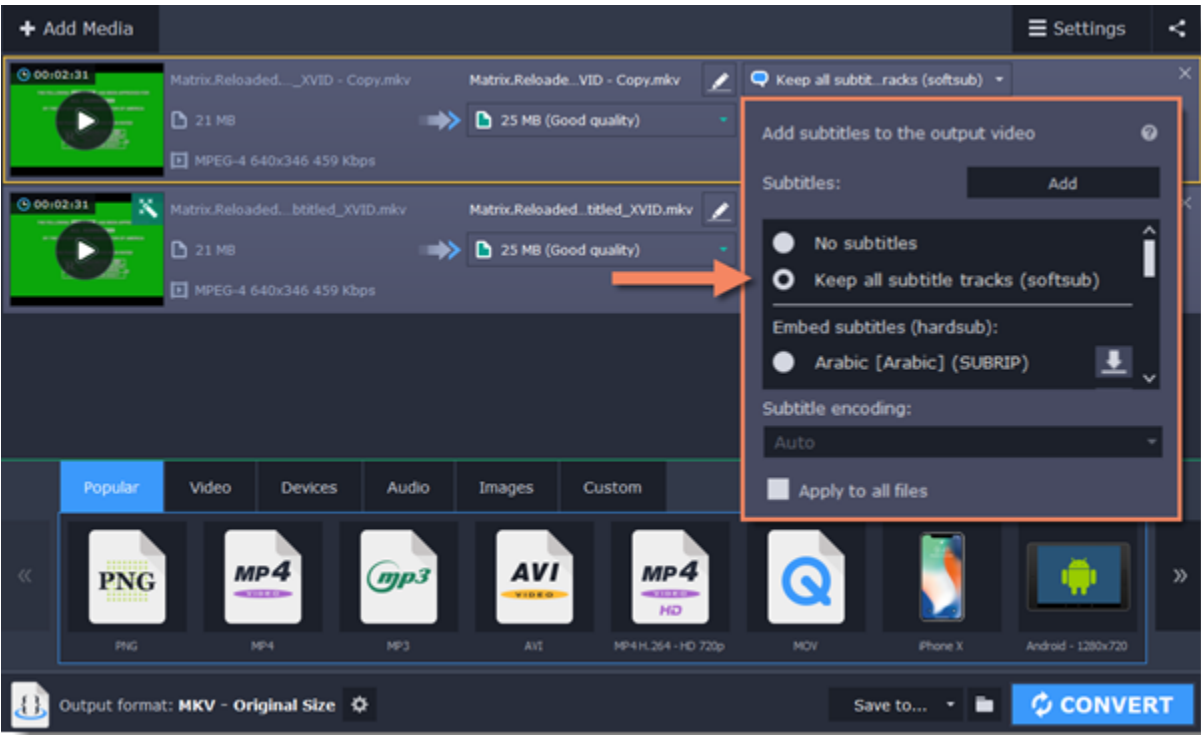 Add Media
Settings
00:02:31
Matrix.Reloaded...._XVID - Copy.mkv
Matrix.Reloade...VID - Copy.mkv
Keep all subtit...racks (softsub)
21 MB
25 MB (Good quality)
MPEG-4 640x346 459 Kbps
Add subtitles to the output video
?
Subtitles:
Add
No subtitles
Keep all subtitle tracks (softsub)
Embed subtitles (hardsub):
Arabic [Arabic] (SUBRIP)
Subtitle encoding:
Auto
Apply to all files
00:02:31
Matrix.Reloaded...btitled_XVID.mkv
Matrix.Reloaded...titled_XVID.mkv
21 MB
25 MB (Good quality)
MPEG-4 640x346 459 Kbps
Popular
Video
Devices
Audio
Images
Custom
PNG
MP4
VIDEO
mp3
AVI
VIDEO
MP4
VIDEO
HD
PNG
MP4
MP3
AVI
MP4 H.264 - HD 720p
MOV
iPhone X
Android - 1280x720
Output format: MKV - Original Size
Save to...
CONVERT